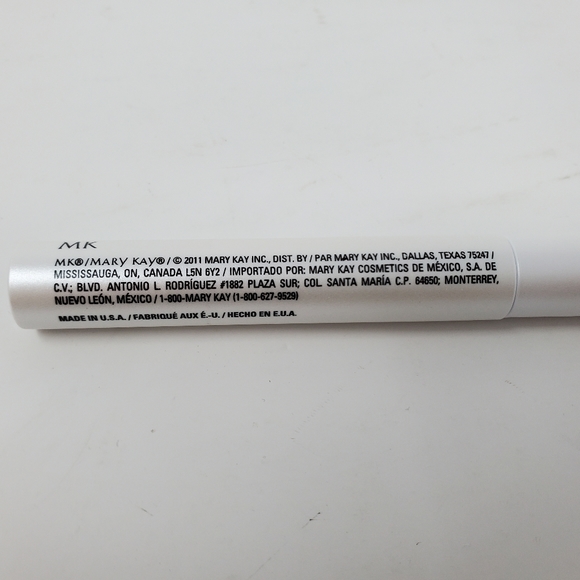 MK
MK®/MARY KAY®/ © 2011 MARY KAY INC., DIST. BY / PAR MARY KAY INC., DALLAS, TEXAS 75247 /
MISSISSAUGA, ON, CANADA L5N 6Y2 / IMPORTADO POR: MARY KAY COSMETICS DE MÉXICO, S.A. DE
C.V.; BLVD. ANTONIO L. RODRÍGUEZ #1882 PLAZA SUR; COL. SANTA MARÍA C.P. 64650; MONTERREY,
NUEVO LEÓN, MÉXICO / 1-800-MARY KAY (1-800-627-9529)
MADE IN U.S.A. / FABRIQUÉ AUX É.-U. / HECHO EN E.U.A.